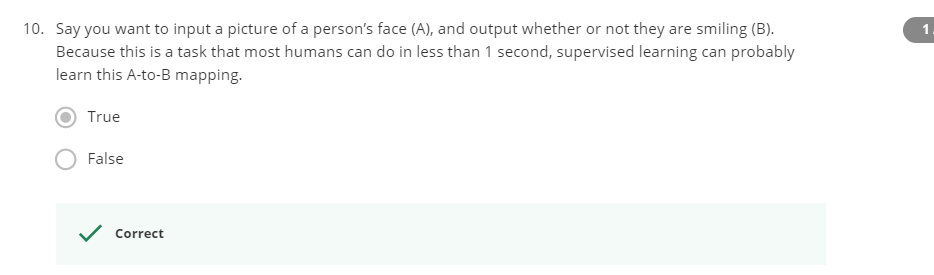 10. Say you want to input a picture of a person's face (A), and output whether or not they are smiling (B).
Because this is a task that most humans can do in less than 1 second, supervised learning can probably
learn this A-to-B mapping.
1
True
False
Correct